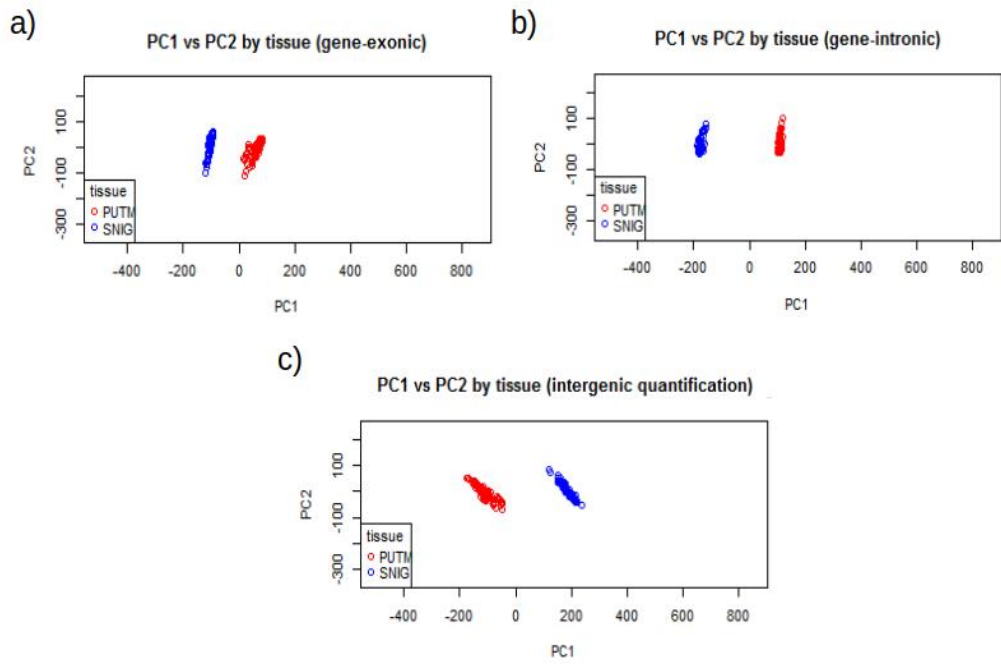 a)
PC1 vs PC2 by tissue (gene-exonic)
PC2
100
-100
-300
tissue
PUTM
SNIG
-400 -200 0 200 400 600 800
PC1
b)
PC1 vs PC2 by tissue (gene-intronic)
PC2
100
-100
-300
tissue
PUTM
SNIG
-400 -200 0 200 400 600 800
PC1
c)
PC1 vs PC2 by tissue (intergenic quantification)
PC2
100
-100
-300
tissue
PUTM
SNIG
-400 -200 0 200 400 600 800
PC1